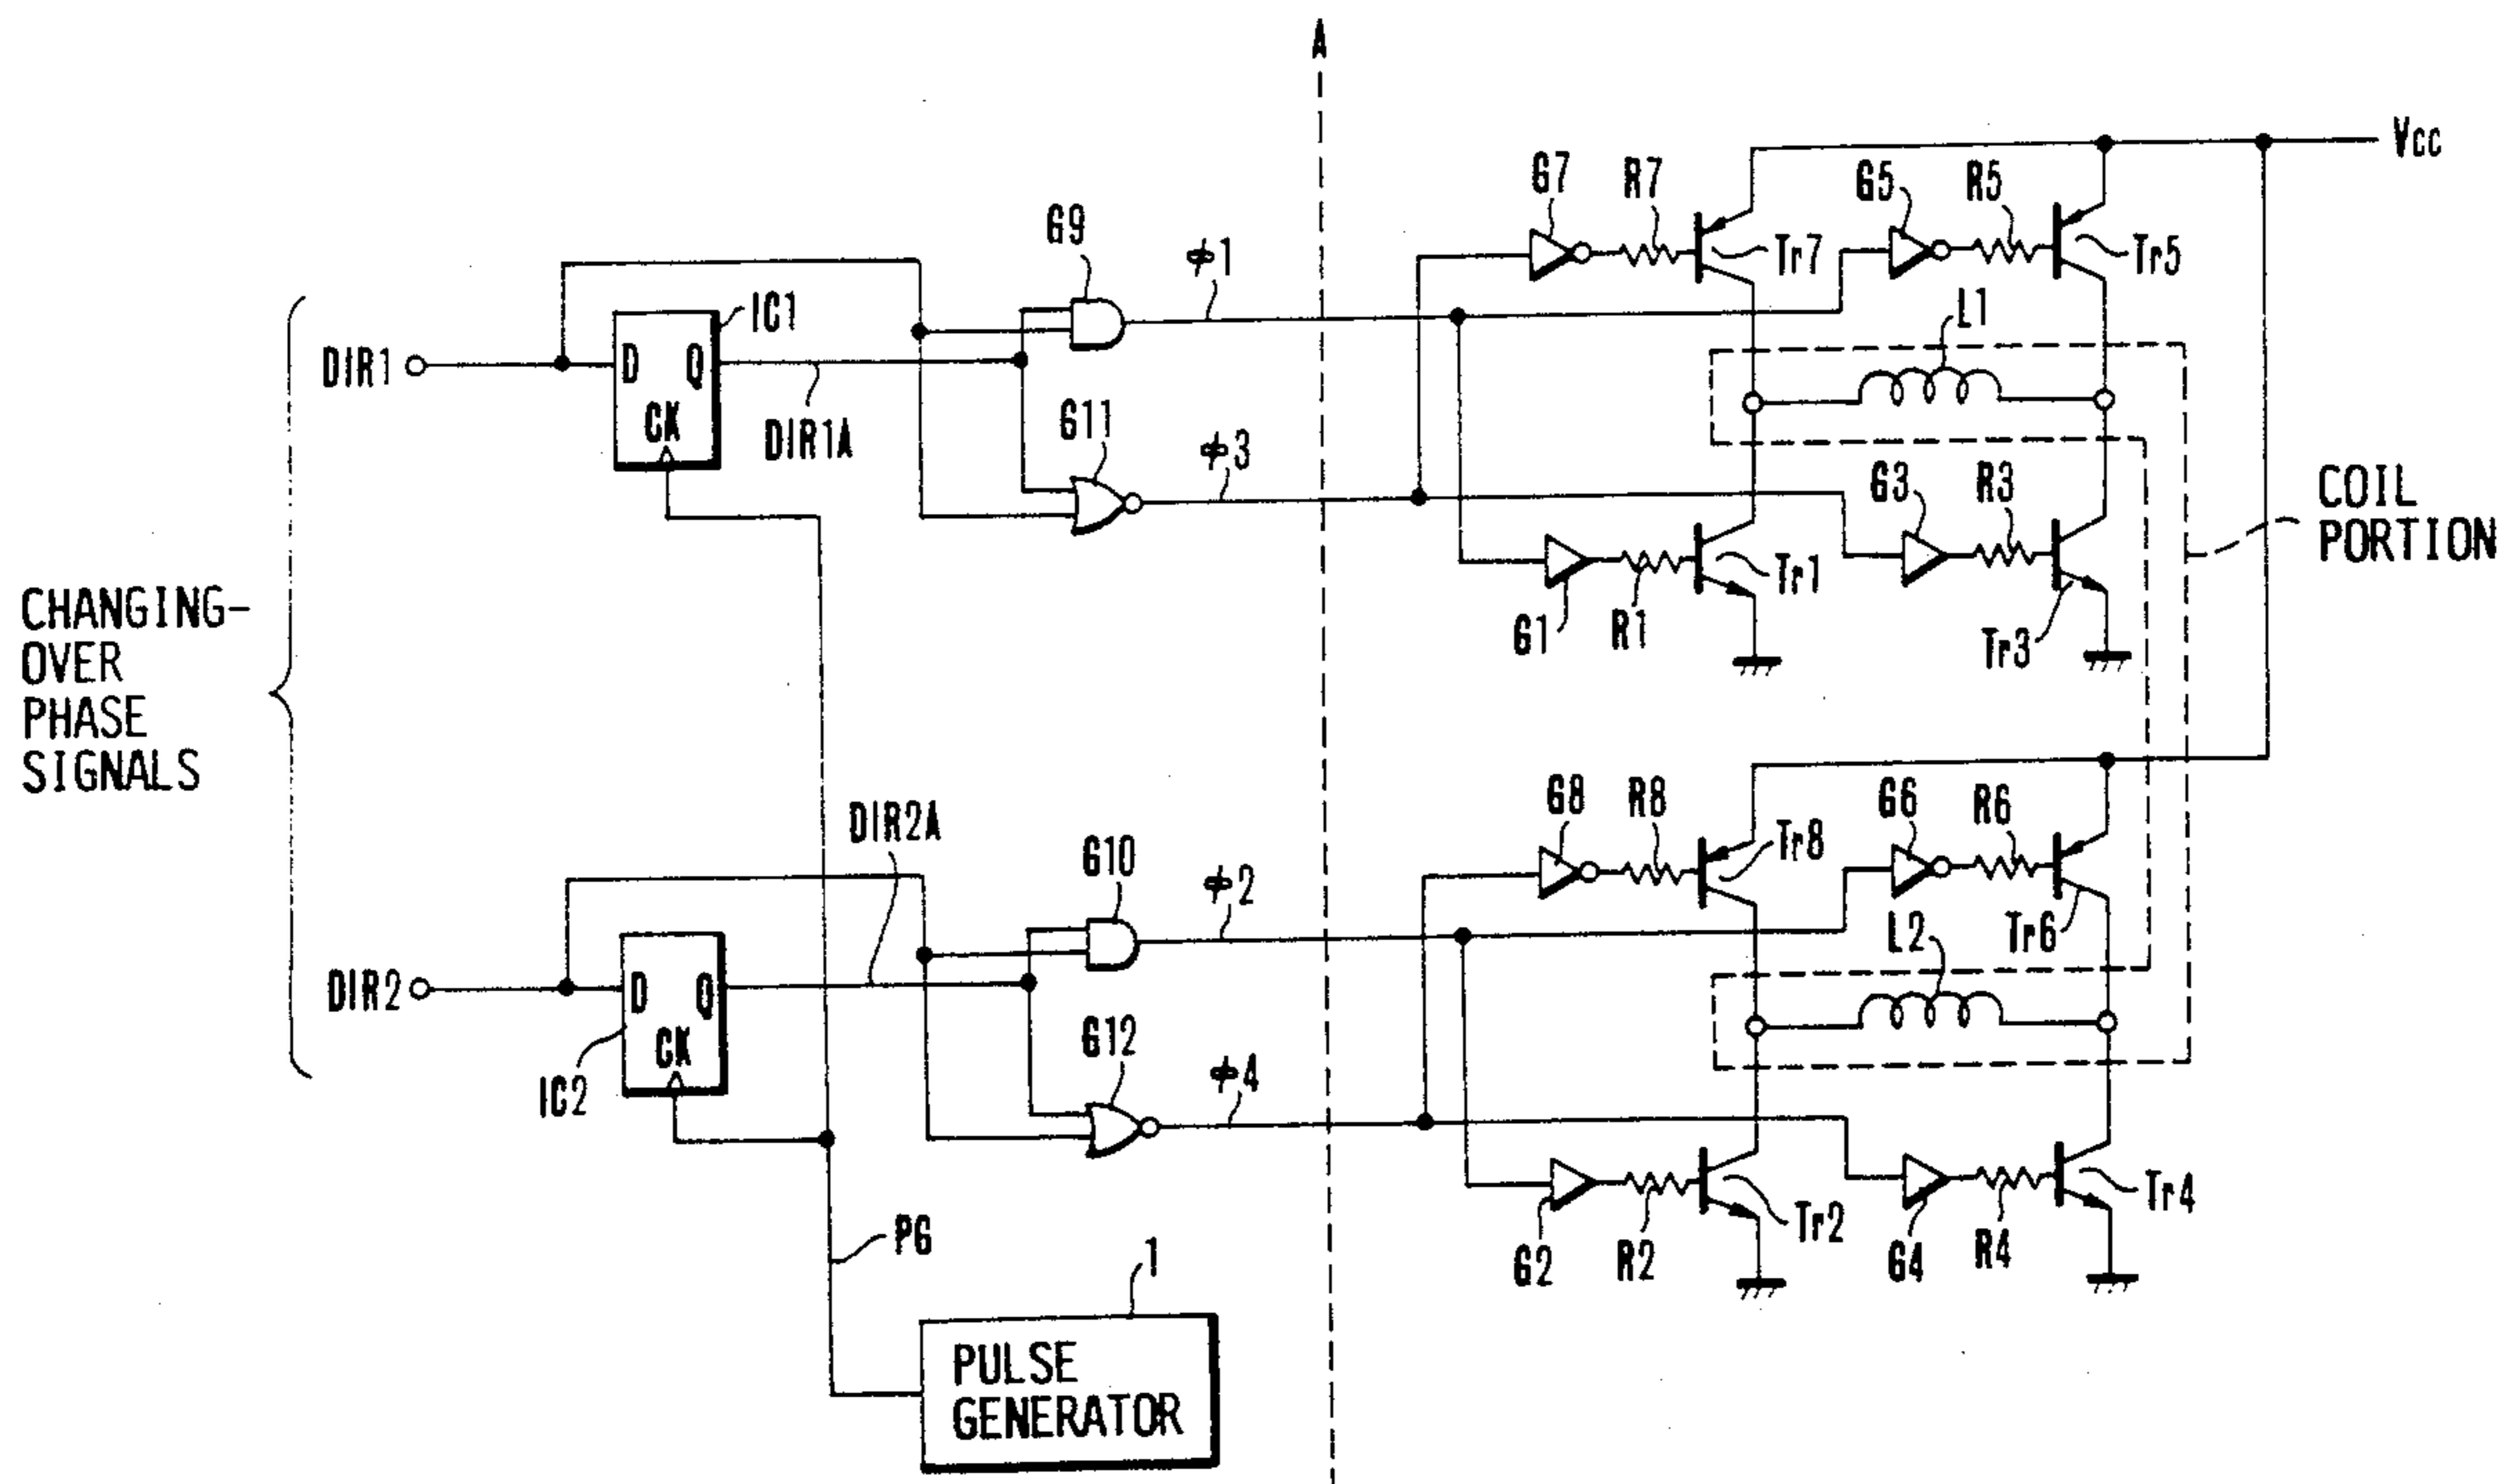 A
Vcc
G7
R7
G5
R5
G9
φ1
Tr7
Tr5
IC1
L1
DIR1
D
Q
CK
DIR1A
G11
φ3
G3
R3
COIL
PORTION
G1
R1
Tr1
Tr3
CHANGING-
OVER
PHASE
SIGNALS
DIR2A
G8
R8
G6
R6
G10
φ2
Tr8
L2
Tr6
DIR2
D
Q
CK
IC2
G12
φ4
G2
R2
Tr2
G4
R4
Tr4
PG
1
PULSE
GENERATOR